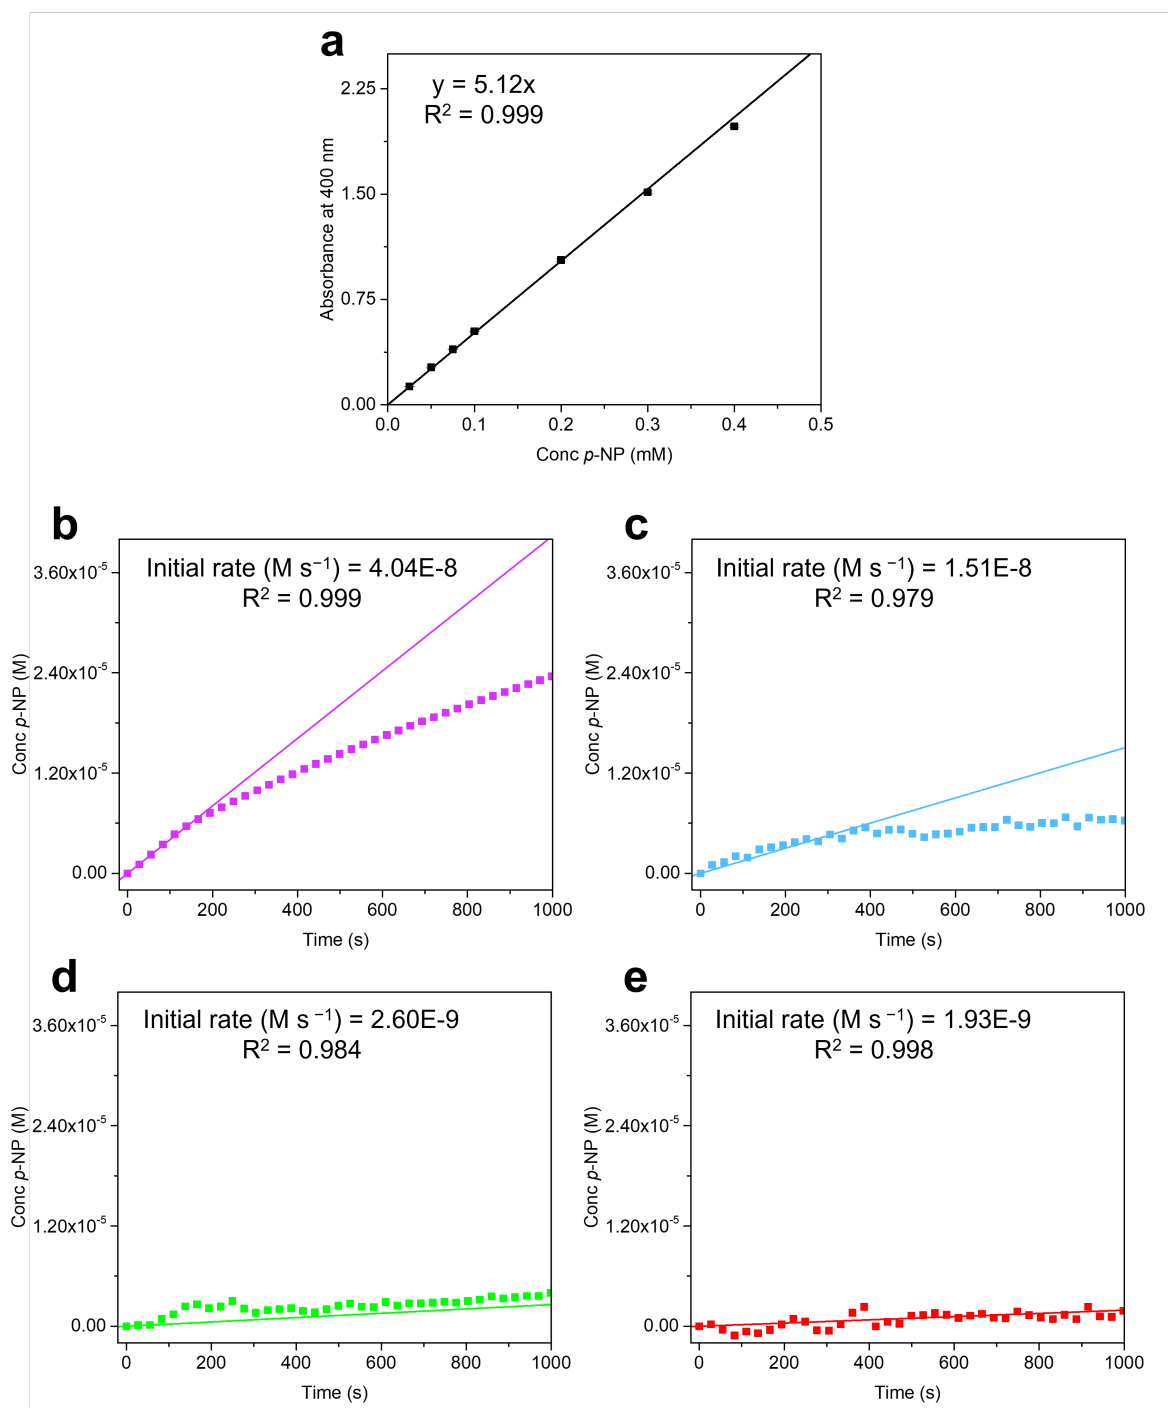 a
y = 5.12x
R² = 0.999
2.25
1.50
0.75
0.00
Absorbance at 400 nm
0.0 0.1 0.2 0.3 0.4 0.5
Conc p-NP (mM)
b
Initial rate (M s⁻¹) = 4.04E-8
R² = 0.999
3.60x10⁻⁵
2.40x10⁻⁵
1.20x10⁻⁵
0.00
Conc p-NP (M)
0 200 400 600 800 1000
Time (s)
c
Initial rate (M s⁻¹) = 1.51E-8
R² = 0.979
3.60x10⁻⁵
2.40x10⁻⁵
1.20x10⁻⁵
0.00
Conc p-NP (M)
0 200 400 600 800 1000
Time (s)
d
Initial rate (M s⁻¹) = 2.60E-9
R² = 0.984
3.60x10⁻⁵
2.40x10⁻⁵
1.20x10⁻⁵
0.00
Conc p-NP (M)
0 200 400 600 800 1000
Time (s)
e
Initial rate (M s⁻¹) = 1.93E-9
R² = 0.998
3.60x10⁻⁵
2.40x10⁻⁵
1.20x10⁻⁵
0.00
Conc p-NP (M)
0 200 400 600 800 1000
Time (s)